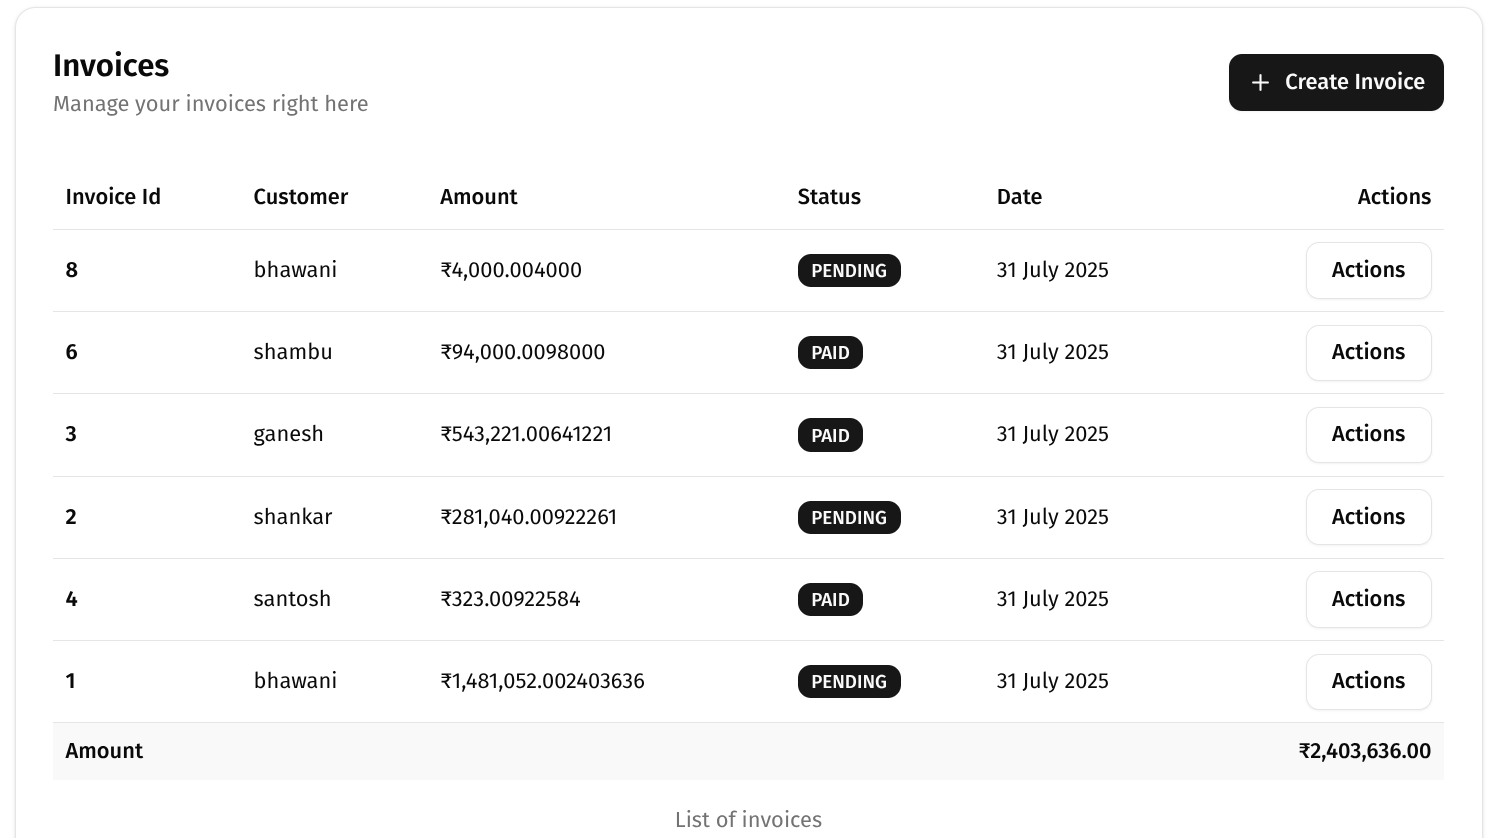 Invoices
Manage your invoices right here
+ Create Invoice
Invoice Id Customer Amount Status Date Actions
8 bhawani ₹4,000.004000 PENDING 31 July 2025 Actions
6 shambu ₹94,000.0098000 PAID 31 July 2025 Actions
3 ganesh ₹543,221.00641221 PAID 31 July 2025 Actions
2 shankar ₹281,040.00922261 PENDING 31 July 2025 Actions
4 santosh ₹323.00922584 PAID 31 July 2025 Actions
1 bhawani ₹1,481,052.002403636 PENDING 31 July 2025 Actions
Amount ₹2,403,636.00
List of invoices